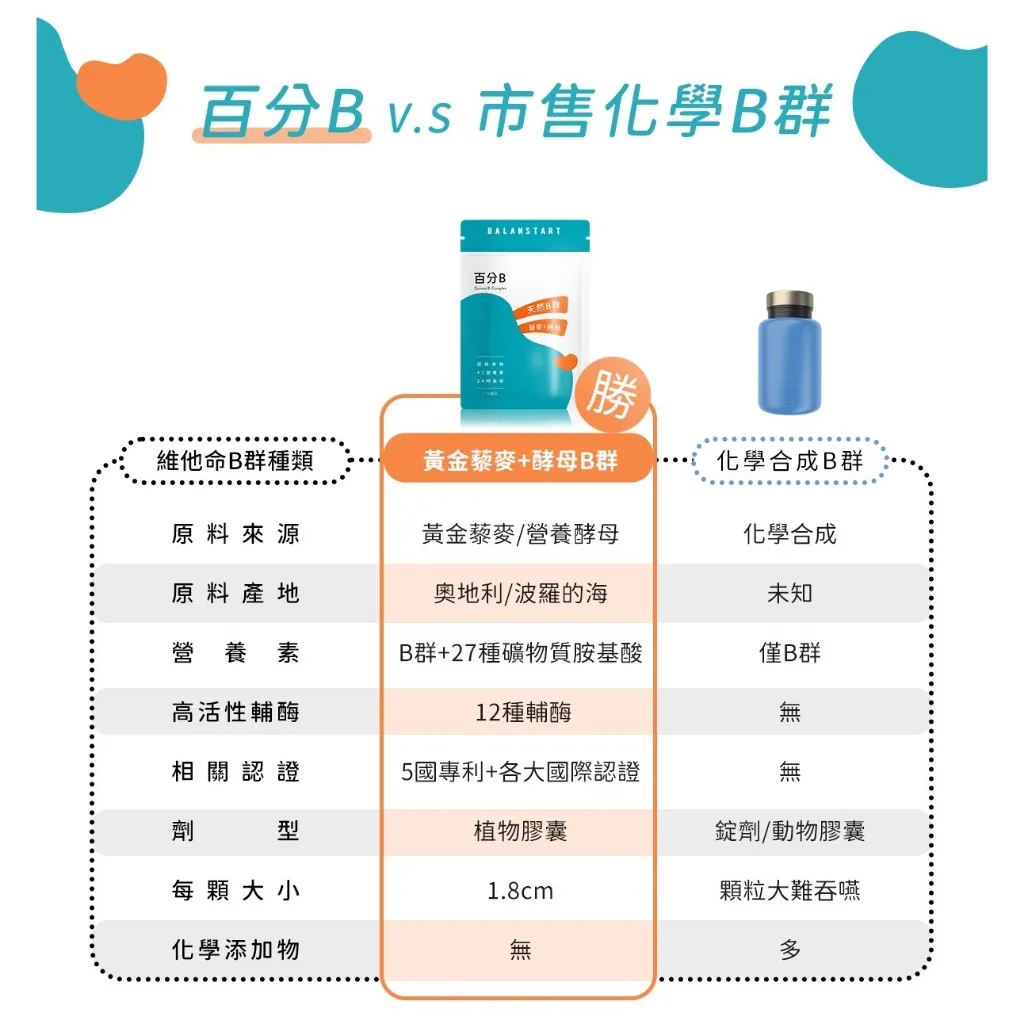 百分B v.s 市售化學B群
BALANSTART
百分B
Quinoa B-Complex
天然B群
勝
維他命B群種類
黃金藜麥+酵母B群
化學合成B群
原料來源
黃金藜麥/營養酵母
化學合成
原料產地
奧地利/波羅的海
未知
營養素
B群+27種礦物質胺基酸
僅B群
高活性輔酶
12種輔酶
無
相關認證
5國專利+各大國際認證
無
劑型
植物膠囊
錠劑/動物膠囊
每顆大小
1.8cm
顆粒大難吞嚥
化學添加物
無
多